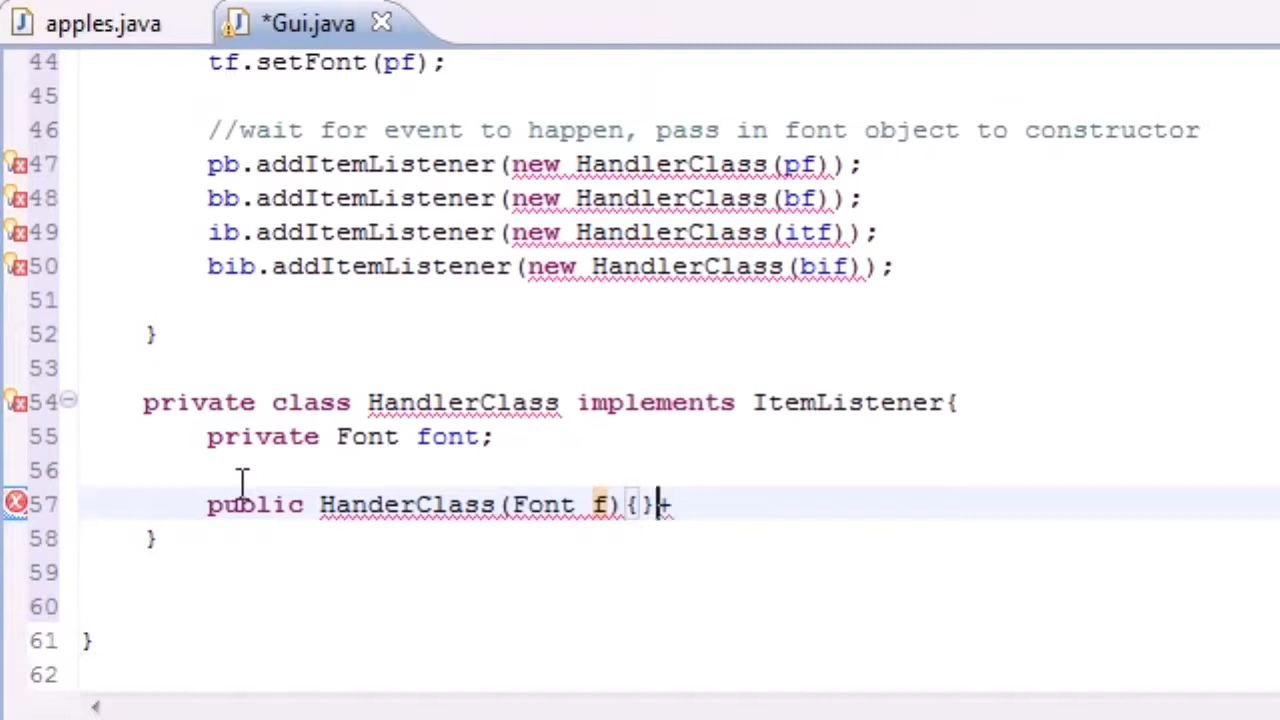 apples.java *Gui.java
44 tf.setFont(pf);
45
46 //wait for event to happen, pass in font object to constructor
47 pb.addItemListener(new HandlerClass(pf));
48 bb.addItemListener(new HandlerClass(bf));
49 ib.addItemListener(new HandlerClass(itf));
50 bib.addItemListener(new HandlerClass(bif));
51
52 }
53
54 private class HandlerClass implements ItemListener{
55 private Font font;
56
57 public HanderClass(Font f){}+
58 }
59
60
61 }
62